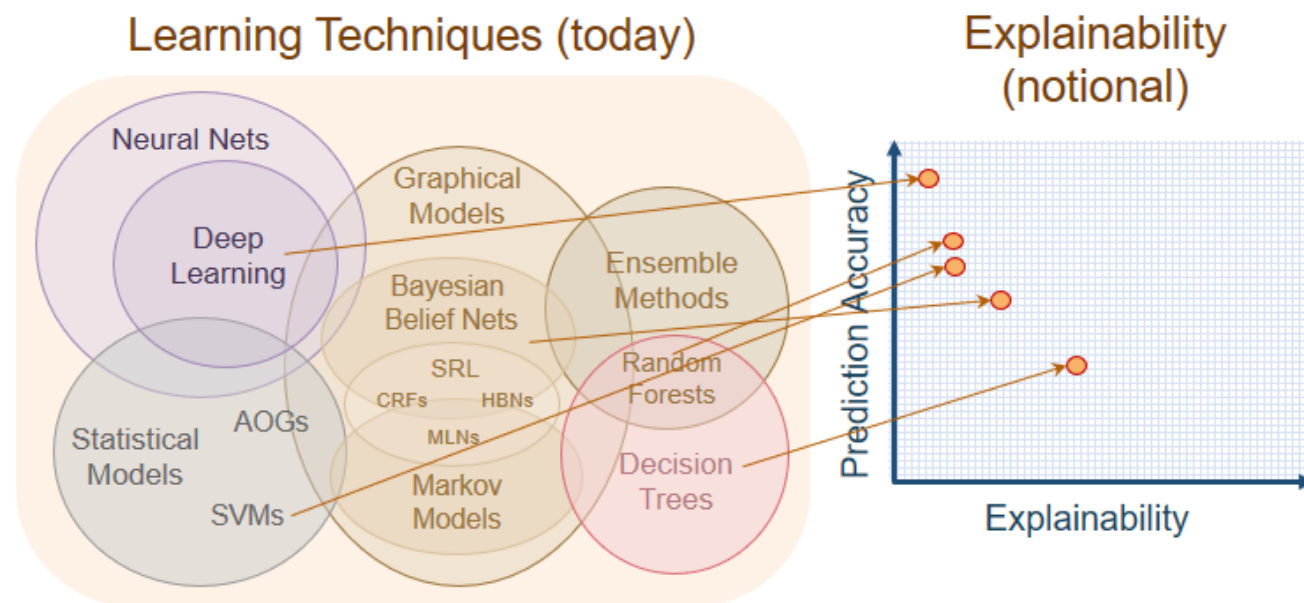 Learning Techniques (today)
Explainability
(notional)
Neural Nets
Graphical
Models
Deep
Learning
Ensemble
Methods
Bayesian
Belief Nets
SRL
Random
Forests
CRFs
HBNs
AOGs
MLNs
Statistical
Models
Decision
Trees
Markov
Models
SVMs
Prediction Accuracy
Explainability